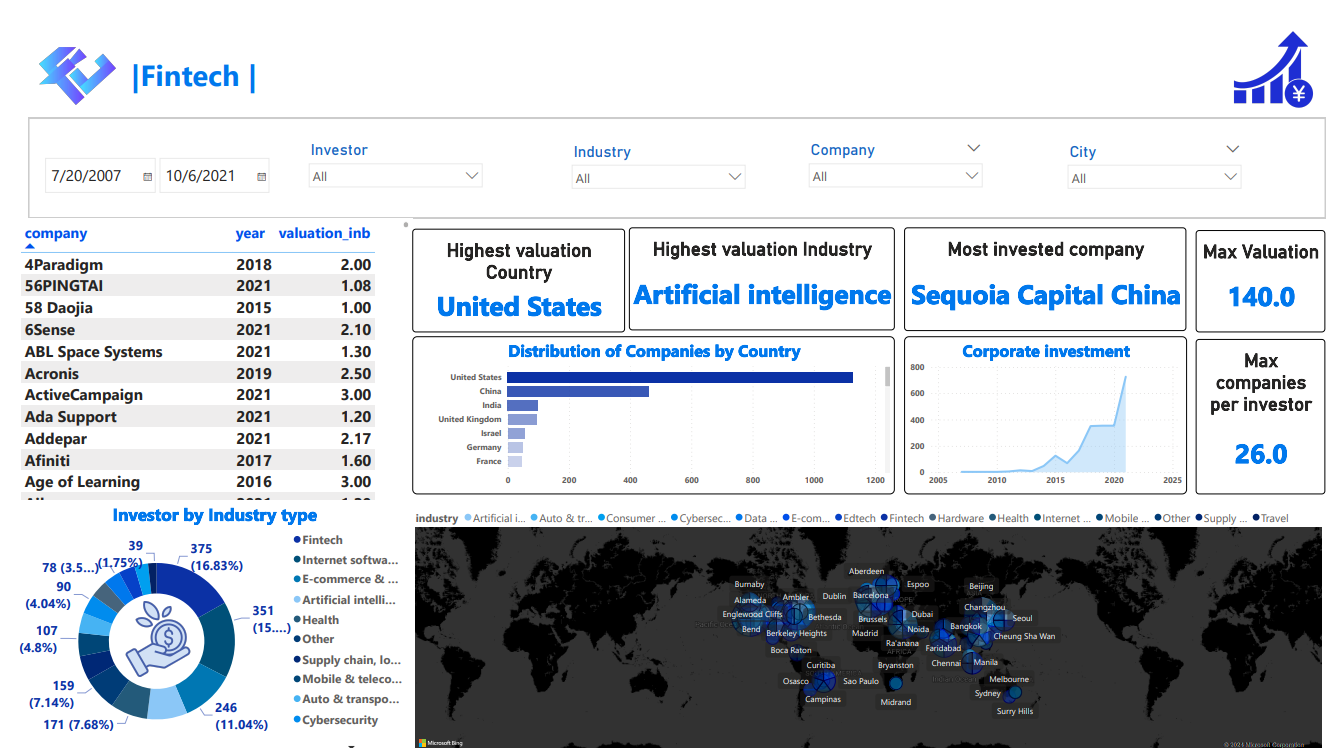 |Fintech |
¥
Investor
Industry
Company
City
7/20/2007
10/6/2021
All
All
All
All
company year valuation_inb
4Paradigm 2018 2.00
56PINGTAI 2021 1.08
58 Daojia 2015 1.00
6Sense 2021 2.10
ABL Space Systems 2021 1.30
Acronis 2019 2.50
ActiveCampaign 2021 3.00
Ada Support 2021 1.20
Addepar 2021 2.17
Afiniti 2017 1.60
Age of Learning 2016 3.00
Highest valuation
Country
United States
Highest valuation Industry
Artificial intelligence
Most invested company
Sequoia Capital China
Max Valuation
140.0
Distribution of Companies by Country
United States
China
India
United Kingdom
Israel
Germany
France
0 200 400 600 800 1000 1200
Corporate investment
800
600
400
200
0
2005 2010 2015 2020 2025
Max
companies
per investor
26.0
Investor by Industry type
39
(1.75%)
375
(16.83%)
78 (3.5...)
90
(4.04%)
351
(15....)
107
(4.8%)
159
(7.14%)
246
(11.04%)
171 (7.68%)
$
Fintech
Internet softwa...
E-commerce & ...
Artificial intelli...
Health
Other
Supply chain, lo...
Mobile & teleco...
Auto & transpo...
Cybersecurity
industry Artificial i... Auto & tr... Consumer ... Cybersec... Data ... E-com... Edtech Fintech Hardware Health Internet ... Mobile ... Other Supply ... Travel
Aberdeen
Burnaby
Espoo
Beijing
Alameda
Ambler
Dublin
Barcelona
Changzhou
Englewood Cliffs
Bethesda
Brussels
Dubai
Seoul
Bend
Berkeley Heights
Madrid
Noida
Bangkok
Cheung Sha Wan
Boca Raton
Ra'anana
Faridabad
AFRICA
Curitiba
Bryanston
Chennai
Manila
Osasco
Sao Paulo
Melbourne
Campinas
Midrand
Sydney
Surry Hills
Microsoft Bing
© 2024 Microsoft Corporation